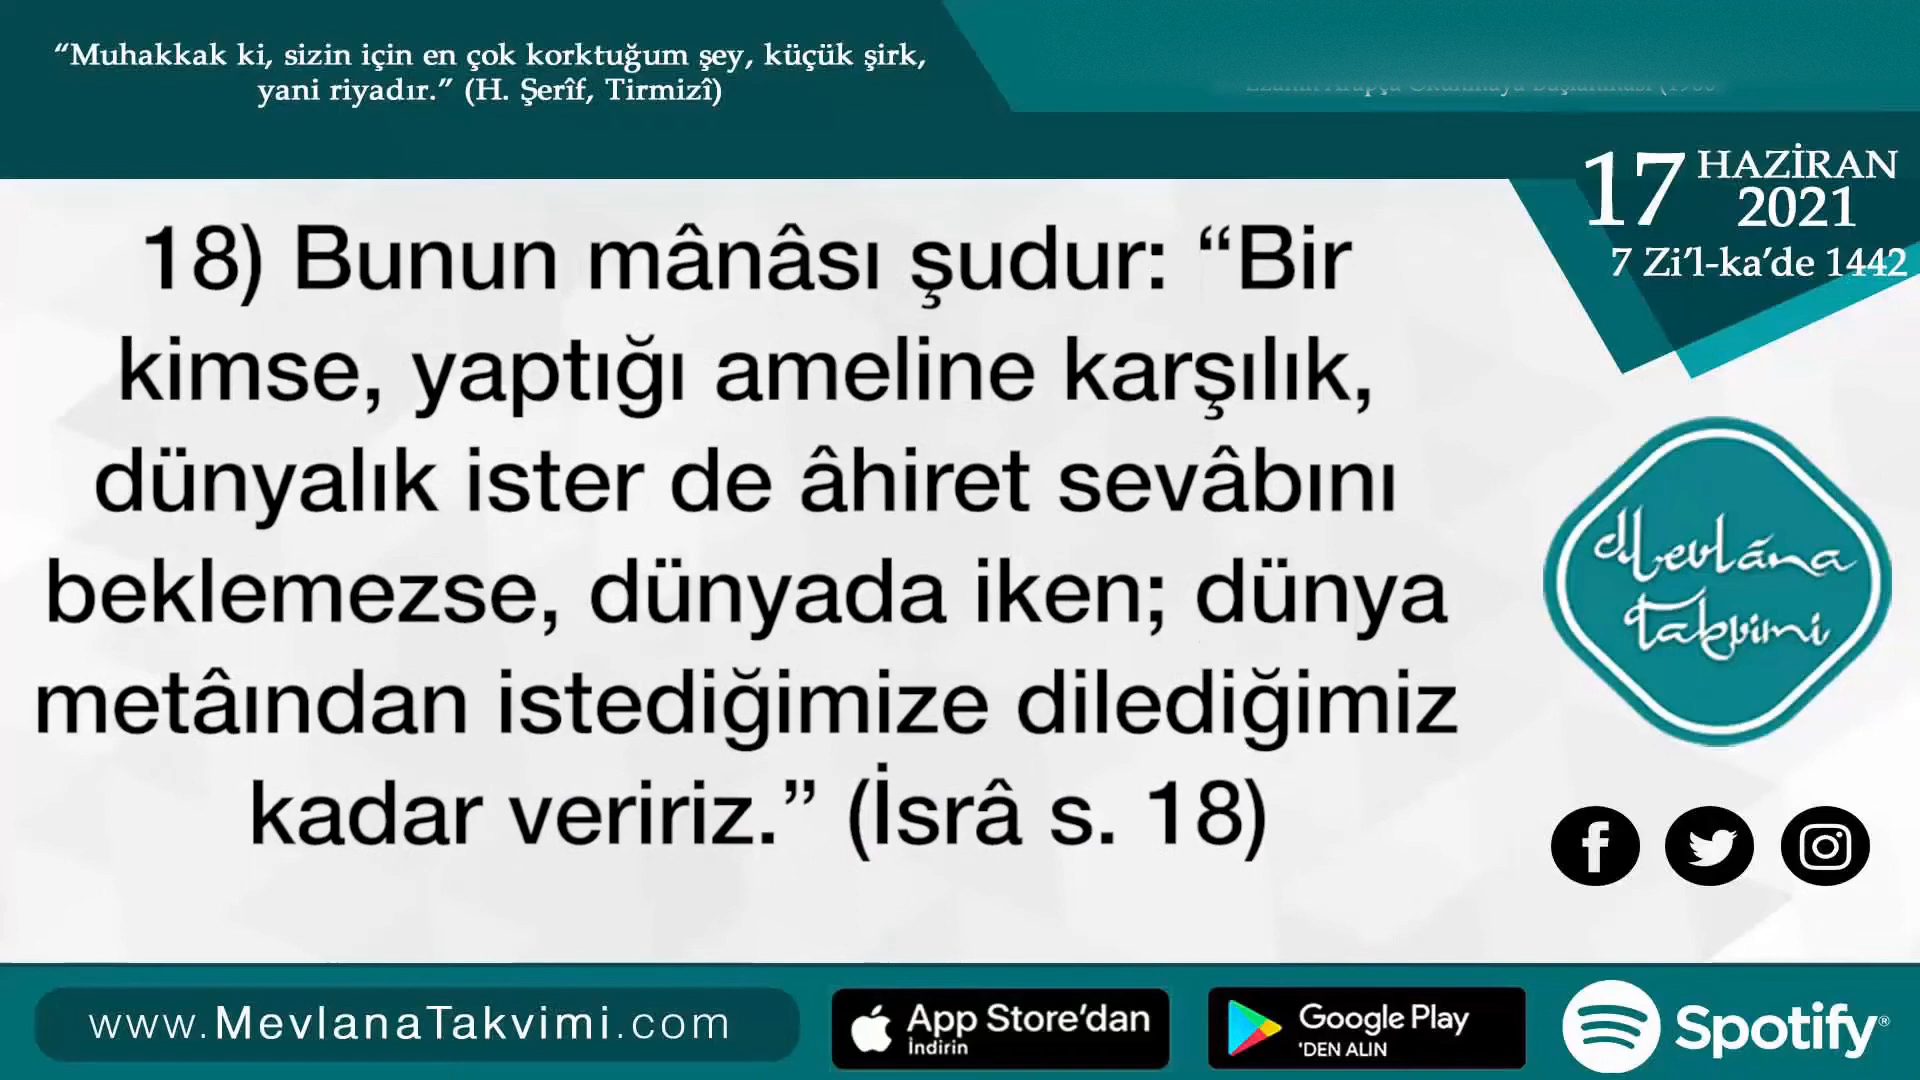 “Muhakkak ki, sizin için en çok korktuğum şey, küçük şirk,
yani riyadır.” (H. Şerîf, Tirmizî)
17 HAZİRAN
2021
7 Zi’l-ka’de 1442
18) Bunun mânâsı şudur: “Bir
kimse, yaptığı ameline karşılık,
dünyalık ister de âhiret sevâbını
beklemezse, dünyada iken; dünya
metâından istediğimize dilediğimiz
kadar veririz.” (İsrâ s. 18)
Mevlâna
Takvimi
www.MevlanaTakvimi.com
App Store’dan
İndirin
Google Play
'DEN ALIN
Spotify®